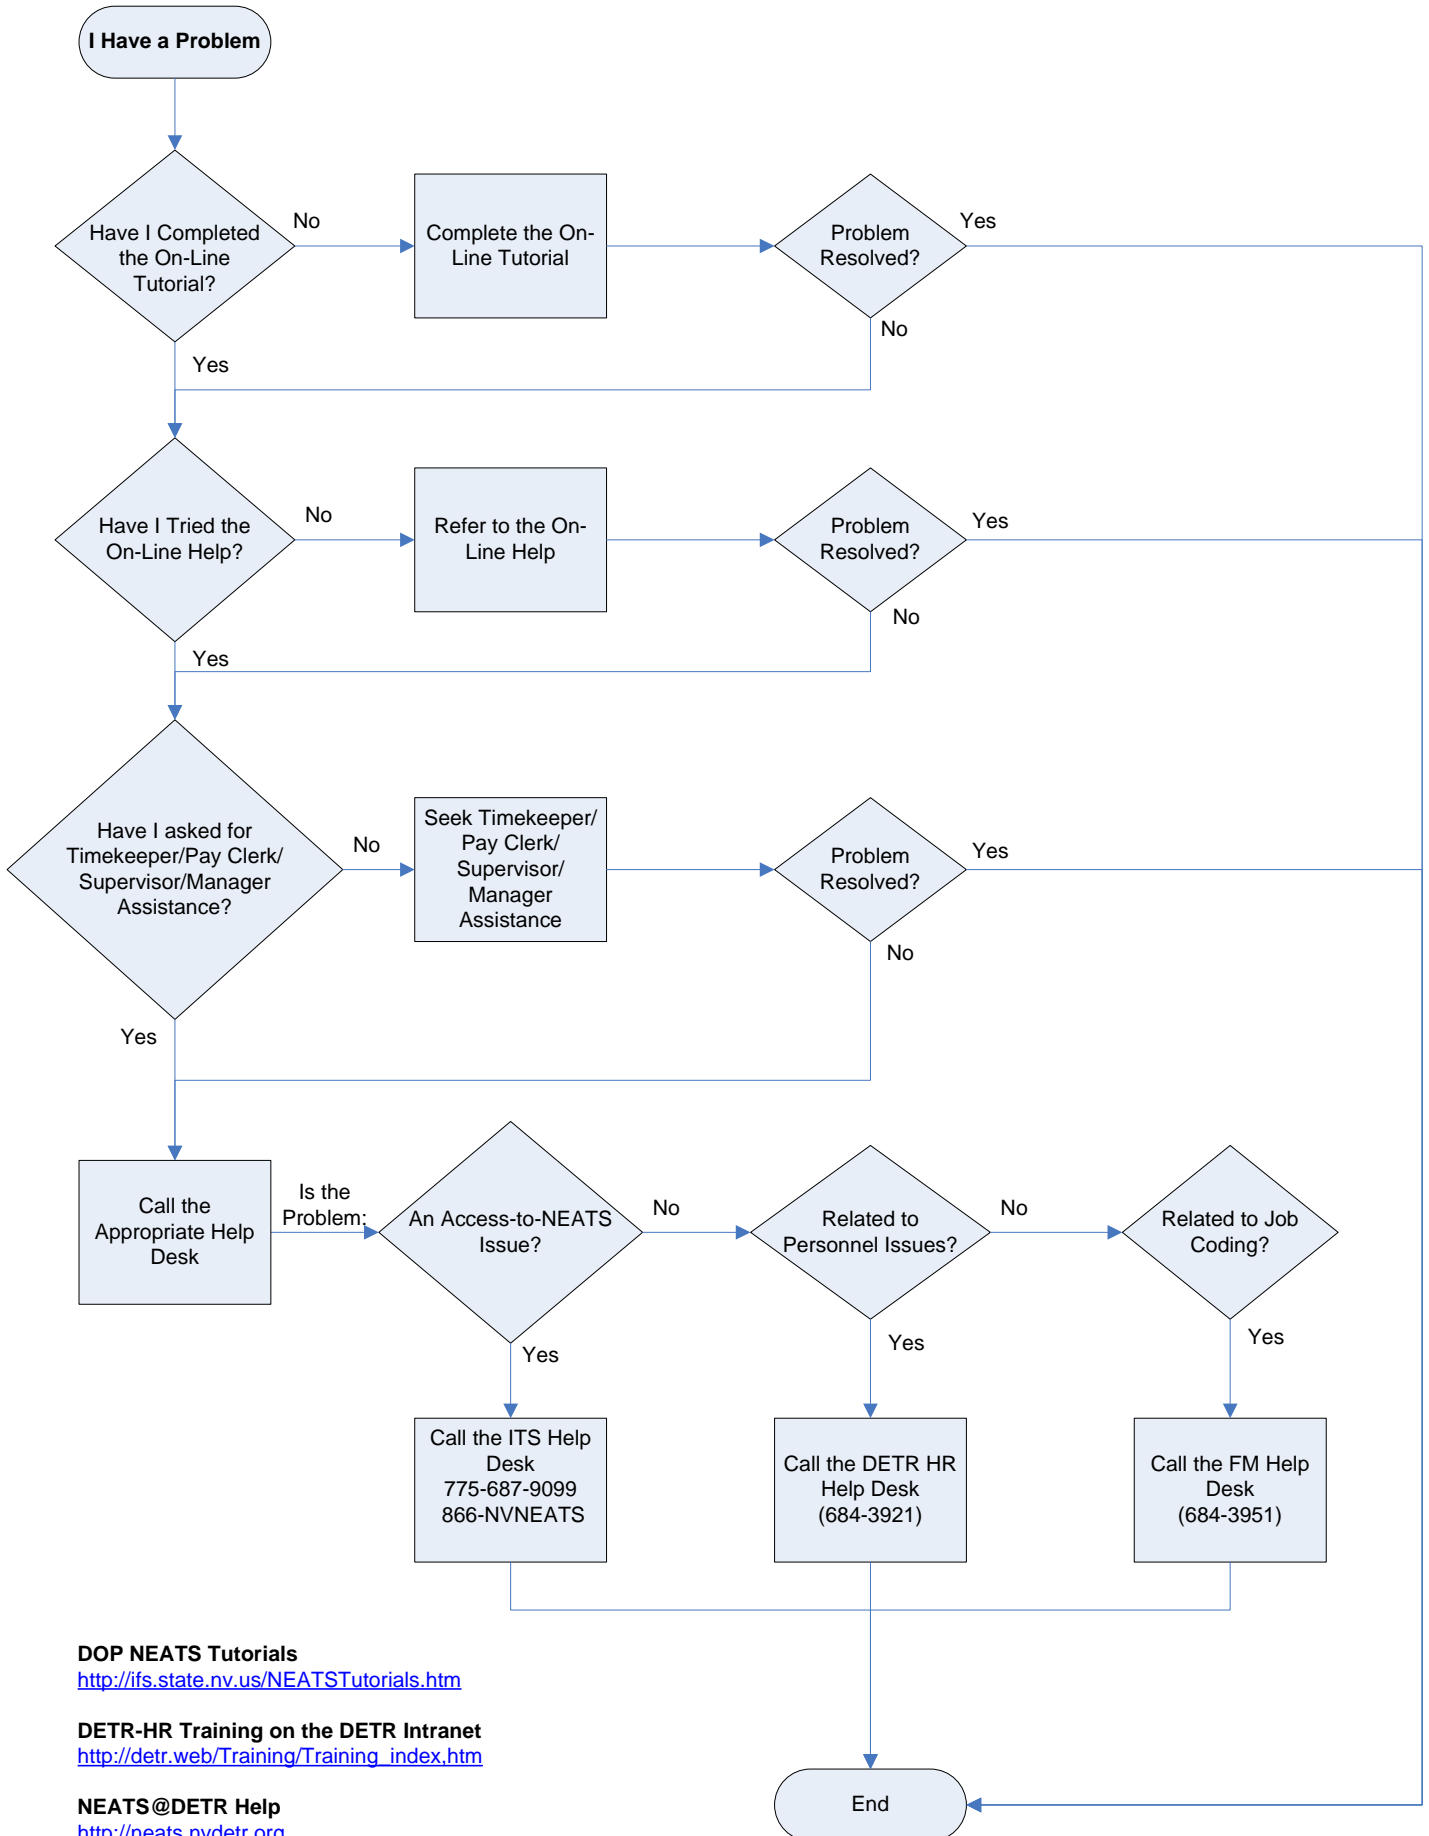 I Have a Problem
Have I Completed
the On-Line
Tutorial?
No
Complete the On-
Line Tutorial
Problem
Resolved?
Yes
No
Yes
Have I Tried the
On-Line Help?
No
Refer to the On-
Line Help
Problem
Resolved?
Yes
No
Yes
Have I asked for
Timekeeper/Pay Clerk/
Supervisor/Manager
Assistance?
No
Seek Timekeeper/
Pay Clerk/
Supervisor/
Manager
Assistance
Problem
Resolved?
Yes
No
Yes
Call the
Appropriate Help
Desk
Is the
Problem:
An Access-to-NEATS
Issue?
No
Related to
Personnel Issues?
No
Related to Job
Coding?
Yes
Yes
Yes
Call the ITS Help
Desk
775-687-9099
866-NVNEATS
Call the DETR HR
Help Desk
(684-3921)
Call the FM Help
Desk
(684-3951)
DOP NEATS Tutorials
http://ifs.state.nv.us/NEATSTutorials.htm
DETR-HR Training on the DETR Intranet
http://detr.web/Training/Training_index,htm
NEATS@DETR Help
http://neats.nvdetr.org
End